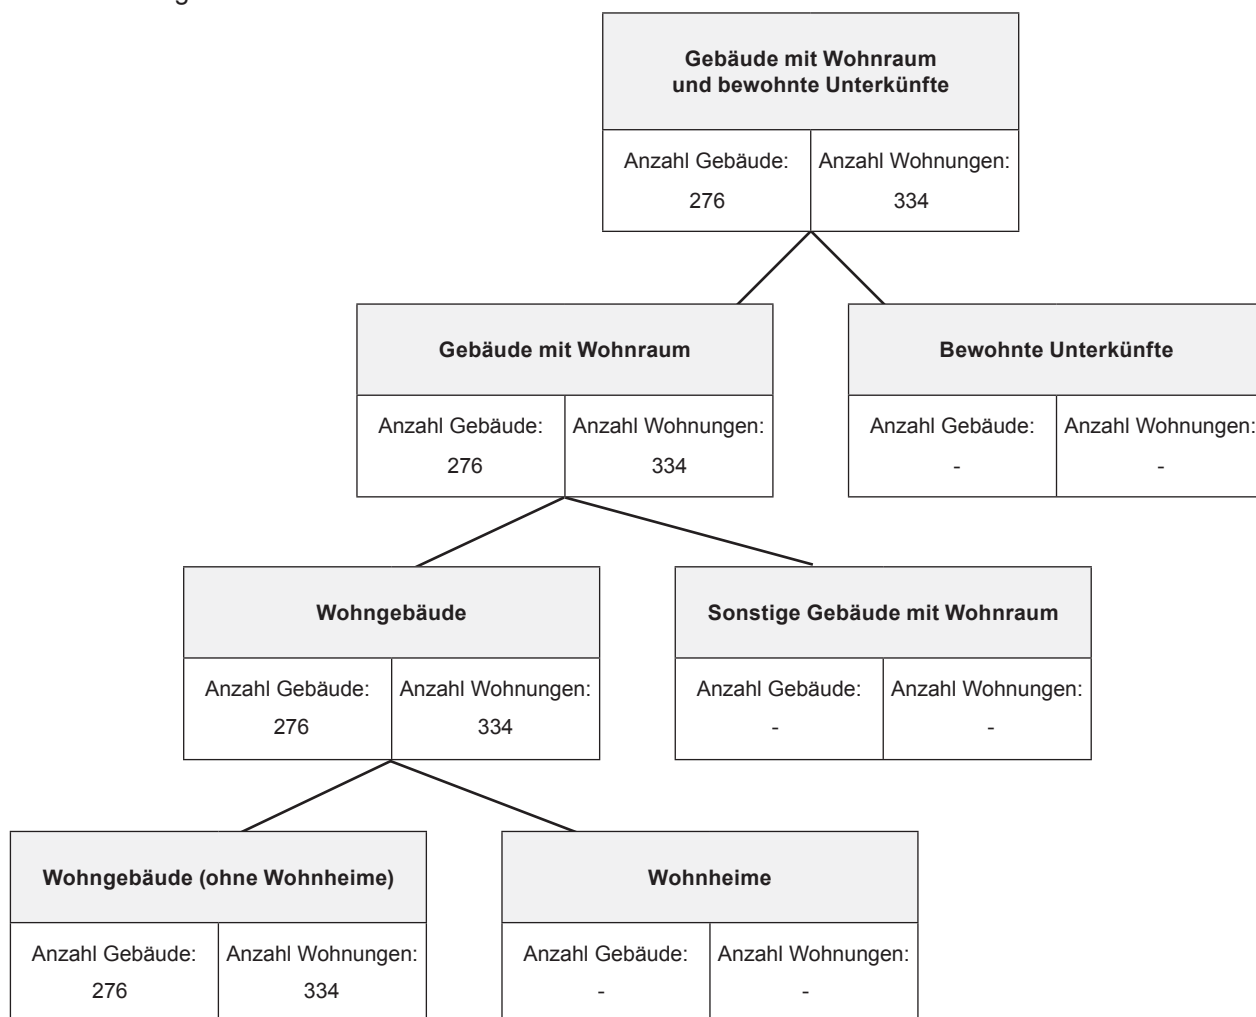 Gebäude mit Wohnraum
und bewohnte Unterkünfte
Anzahl Gebäude:
276
Anzahl Wohnungen:
334
Gebäude mit Wohnraum
Anzahl Gebäude:
276
Anzahl Wohnungen:
334
Bewohnte Unterkünfte
Anzahl Gebäude:
-
Anzahl Wohnungen:
-
Wohngebäude
Anzahl Gebäude:
276
Anzahl Wohnungen:
334
Sonstige Gebäude mit Wohnraum
Anzahl Gebäude:
-
Anzahl Wohnungen:
-
Wohngebäude (ohne Wohnheime)
Anzahl Gebäude:
276
Anzahl Wohnungen:
334
Wohnheime
Anzahl Gebäude:
-
Anzahl Wohnungen:
-